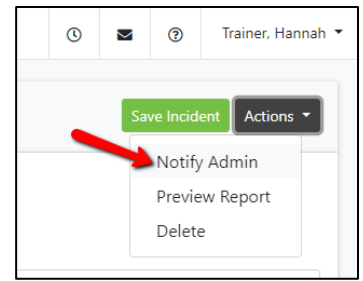 Trainer, Hannah
Save Incident Actions
Notify Admin
Preview Report
Delete